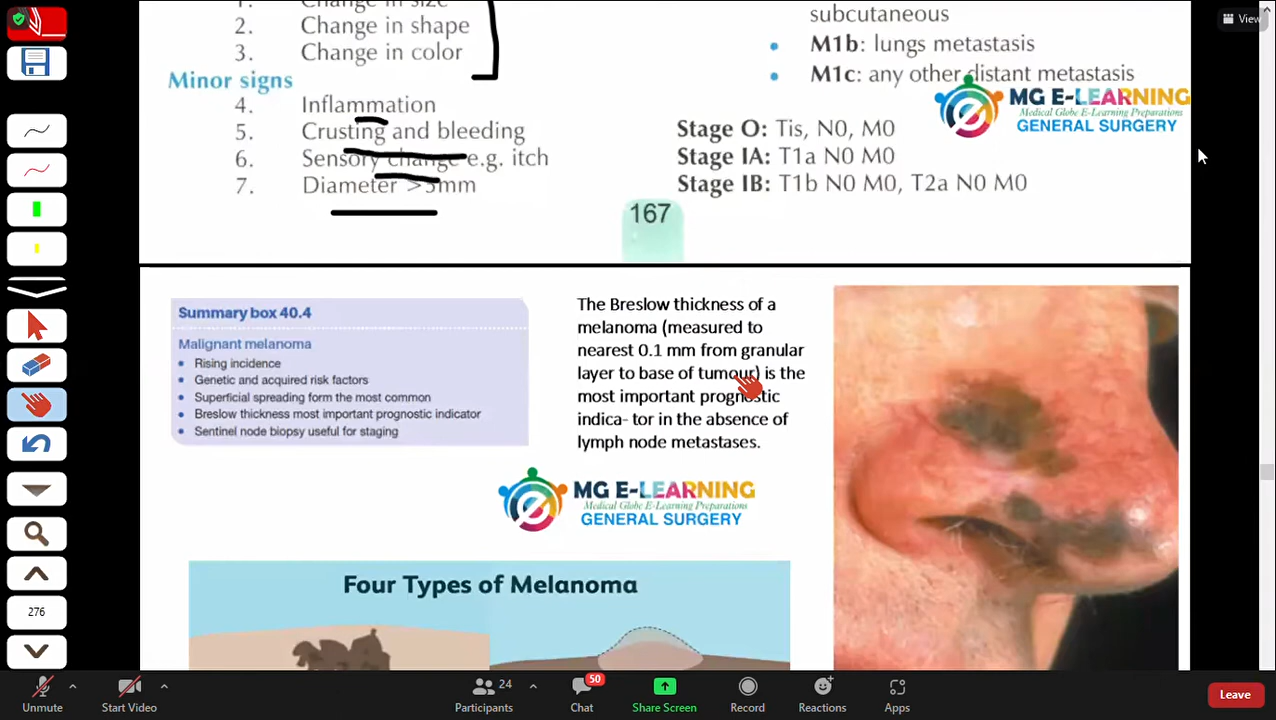 View
1. Change in size
2. Change in shape
3. Change in color
Minor signs
4. Inflammation
5. Crusting and bleeding
6. Sensory change e.g. itch
7. Diameter >5mm
subcutaneous
M1b: lungs metastasis
M1c: any other distant metastasis
MG E-LEARNING
Medical Globe E-Learning Preparations
GENERAL SURGERY
Stage O: Tis, N0, M0
Stage IA: T1a N0 M0
Stage IB: T1b N0 M0, T2a N0 M0
167
Summary box 40.4
Malignant melanoma
Rising incidence
Genetic and acquired risk factors
Superficial spreading form the most common
Breslow thickness most important prognostic indicator
Sentinel node biopsy useful for staging
The Breslow thickness of a
melanoma (measured to
nearest 0.1 mm from granular
layer to base of tumour) is the
most important prognostic
indica- tor in the absence of
lymph node metastases.
MG E-LEARNING
Medical Globe E-Learning Preparations
GENERAL SURGERY
Four Types of Melanoma
276
Unmute
Start Video
24
Participants
50
Chat
Share Screen
Record
Reactions
Apps
Leave